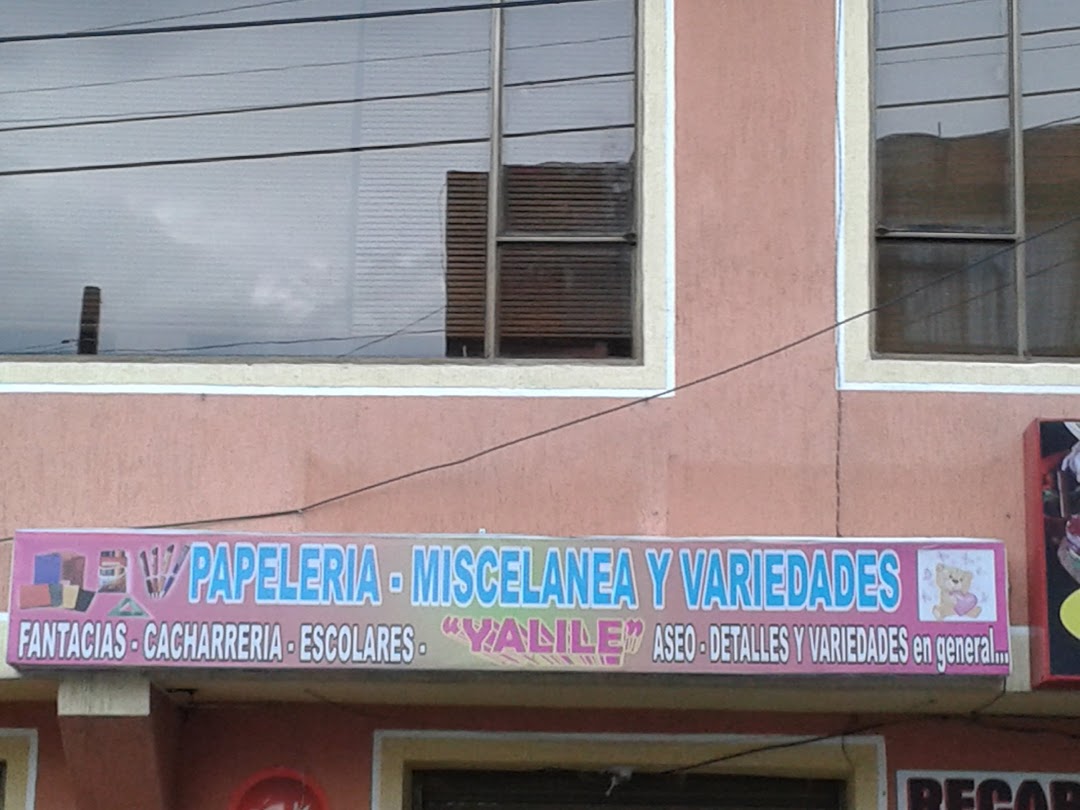 PAPELERIA - MISCELANEA Y VARIEDADES
FANTACIAS - CACHARRERIA - ESCOLARES - "YALILE" ASEO - DETALLES Y VARIEDADES en general...